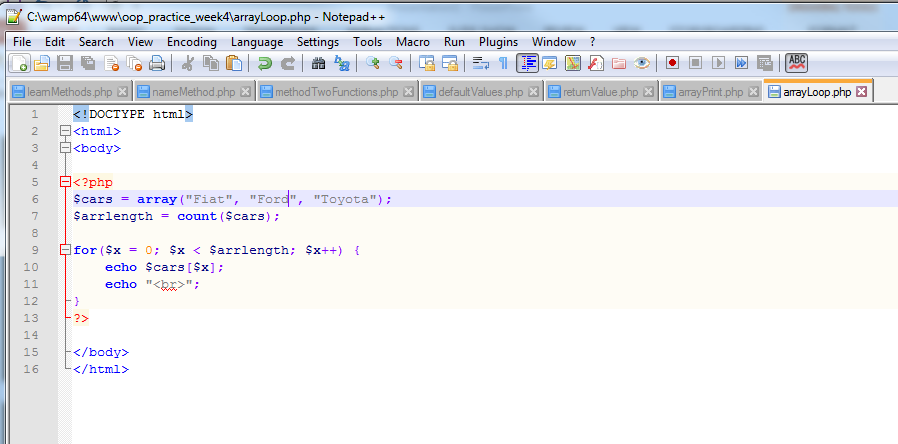 C:\wamp64\www\oop_practice_week4\arrayLoop.php - Notepad++
File Edit Search View Encoding Language Settings Tools Macro Run Plugins Window ?
ABC
learnMethods.php nameMethod.php methodTwoFunctions.php defaultValues.php returnValue.php arrayPrint.php arrayLoop.php
1 <!DOCTYPE html>
2 <html>
3 <body>
4
5 <?php
6 $cars = array("Fiat", "Ford", "Toyota");
7 $arrlength = count($cars);
8
9 for($x = 0; $x < $arrlength; $x++) {
10 echo $cars[$x];
11 echo "<br>";
12 }
13 ?>
14
15 </body>
16 </html>